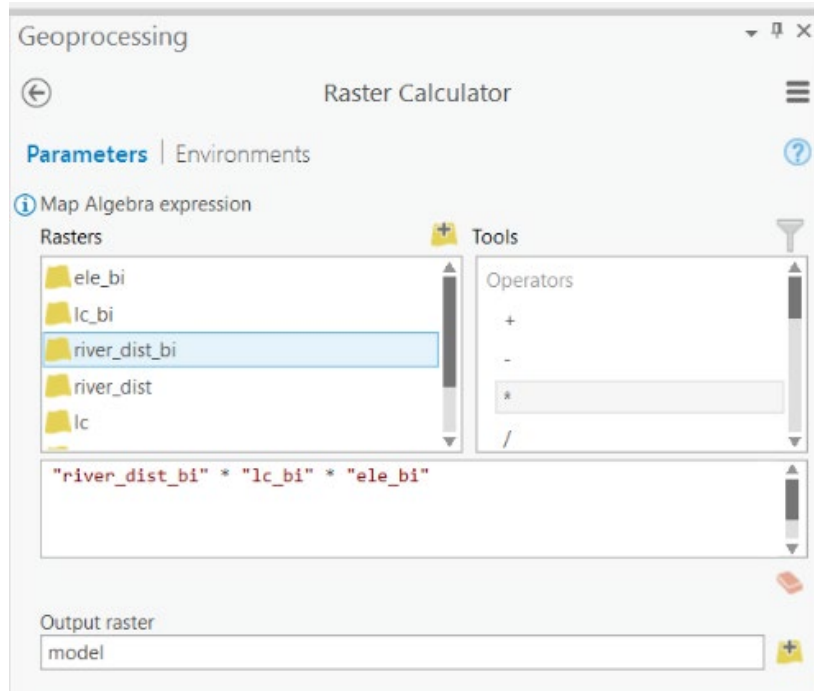 Geoprocessing
Raster Calculator
Parameters | Environments
Map Algebra expression
Rasters
Tools
ele_bi
lc_bi
river_dist_bi
river_dist
lc
Operators
+
-
*
/
"river_dist_bi" * "lc_bi" * "ele_bi"
Output raster
model